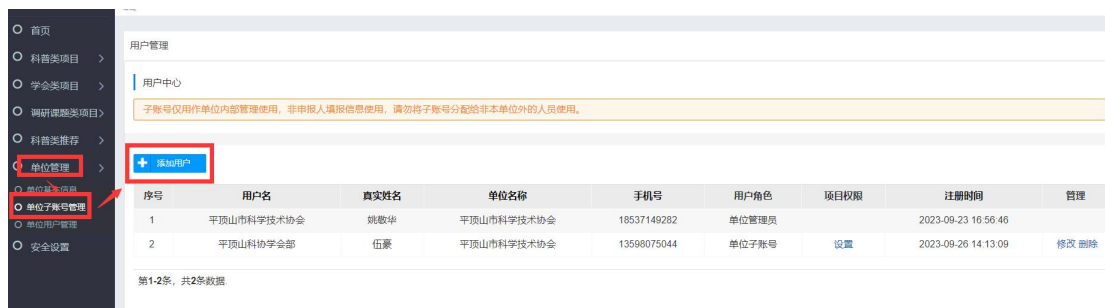 首页
科普类项目
学会类项目
调研课题类项目
科普类推荐
单位管理
单位基本信息
单位子账号管理
单位用户管理
安全设置
用户管理
用户中心
子账号仅用作单位内部管理使用，非申报人填报信息使用，请勿将子账号分配给非本单位外的人员使用。
+ 添加用户
序号 用户名 真实姓名 单位名称 手机号 用户角色 项目权限 注册时间 管理
1 平顶山市科学技术协会 姚敬华 平顶山市科学技术协会 18537149282 单位管理员 2023-09-23 16:56:46
2 平顶山科协学会部 伍豪 平顶山市科学技术协会 13598075044 单位子账号 设置 2023-09-26 14:13:09 修改 删除
第1-2条，共2条数据.